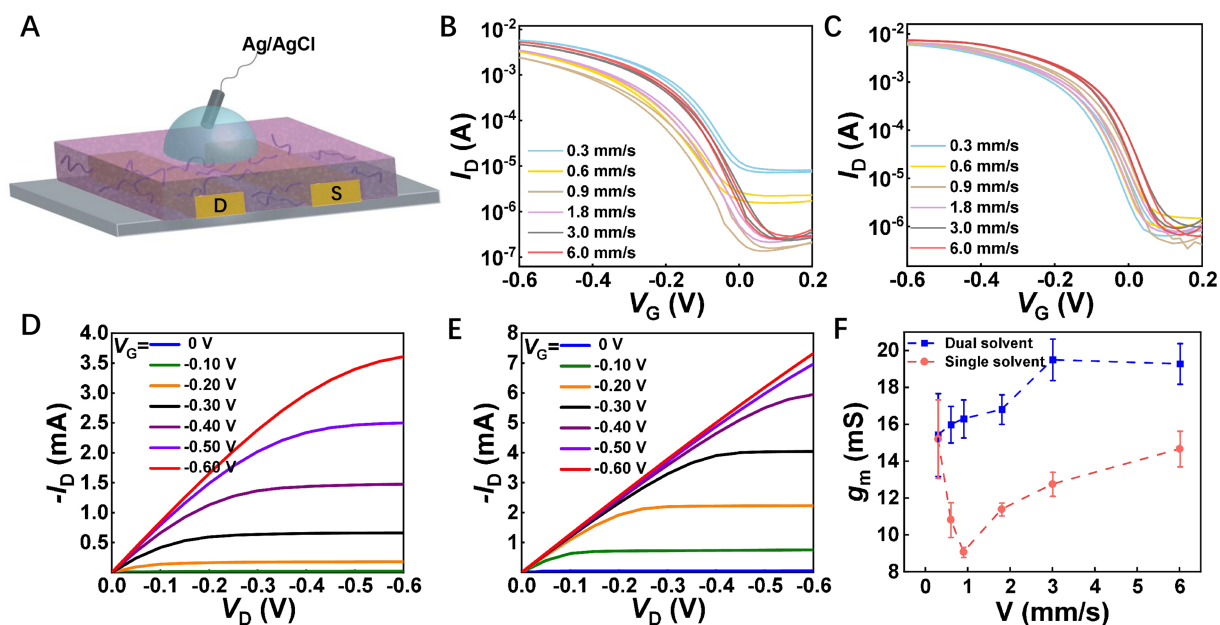 A
Ag/AgCl
D
S
B
10⁻²
10⁻³
10⁻⁴
10⁻⁵
10⁻⁶
10⁻⁷
I_D (A)
0.3 mm/s
0.6 mm/s
0.9 mm/s
1.8 mm/s
3.0 mm/s
6.0 mm/s
-0.6 -0.4 -0.2 0.0 0.2
V_G (V)
C
10⁻²
10⁻³
10⁻⁴
10⁻⁵
10⁻⁶
I_D (A)
0.3 mm/s
0.6 mm/s
0.9 mm/s
1.8 mm/s
3.0 mm/s
6.0 mm/s
-0.6 -0.4 -0.2 0.0 0.2
V_G (V)
D
4.0
3.5
3.0
2.5
2.0
1.5
1.0
0.5
-I_D (mA)
V_G= 0 V
-0.10 V
-0.20 V
-0.30 V
-0.40 V
-0.50 V
-0.60 V
0.0 -0.1 -0.2 -0.3 -0.4 -0.5 -0.6
V_D (V)
E
8
7
6
5
4
3
2
1
0
-I_D (mA)
V_G= 0 V
-0.10 V
-0.20 V
-0.30 V
-0.40 V
-0.50 V
-0.60 V
0.0 -0.1 -0.2 -0.3 -0.4 -0.5 -0.6
V_D (V)
F
20
18
16
14
12
10
8
g_m (mS)
Dual solvent
Single solvent
0 1 2 3 4 5 6
V (mm/s)